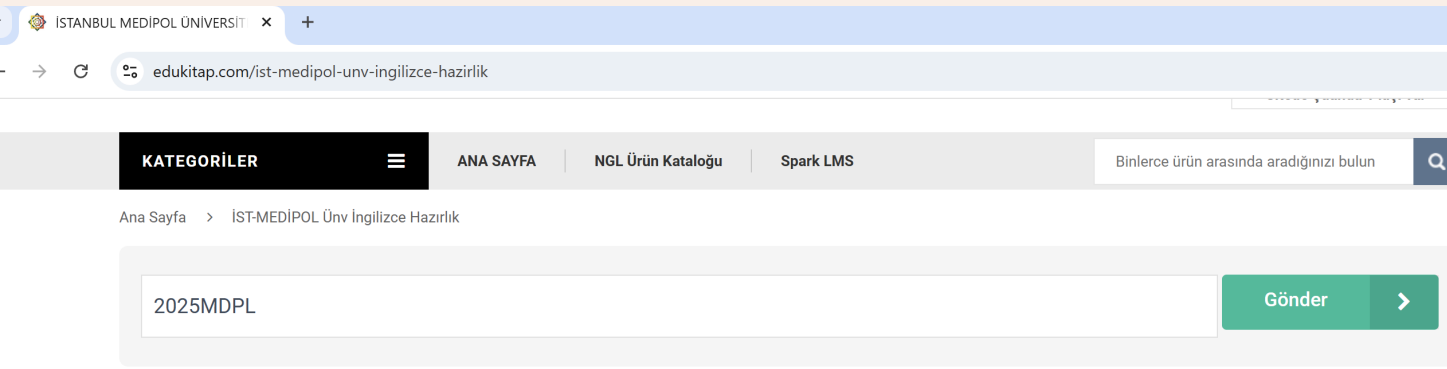 İSTANBUL MEDİPOL ÜNİVERSİT
edukitap.com/ist-medipol-unv-ingilizce-hazirlik
KATEGORİLER
ANA SAYFA
NGL Ürün Kataloğu
Spark LMS
Binlerce ürün arasında aradığınızı bulun
Ana Sayfa > İST-MEDİPOL Ünv İngilizce Hazırlık
2025MDPL
Gönder